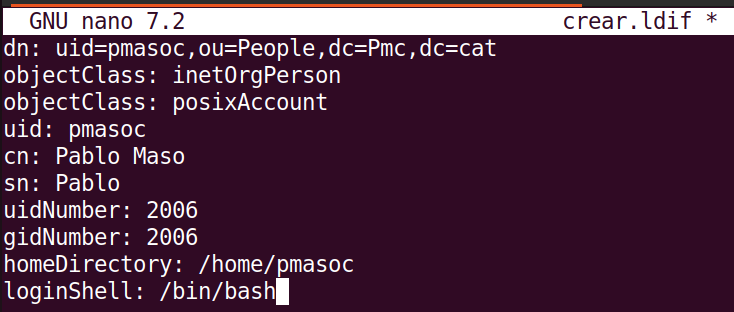 GNU nano 7.2 crear.ldif *
dn: uid=pmasoc,ou=People,dc=Pmc,dc=cat
objectClass: inetOrgPerson
objectClass: posixAccount
uid: pmasoc
cn: Pablo Maso
sn: Pablo
uidNumber: 2006
gidNumber: 2006
homeDirectory: /home/pmasoc
loginShell: /bin/bash